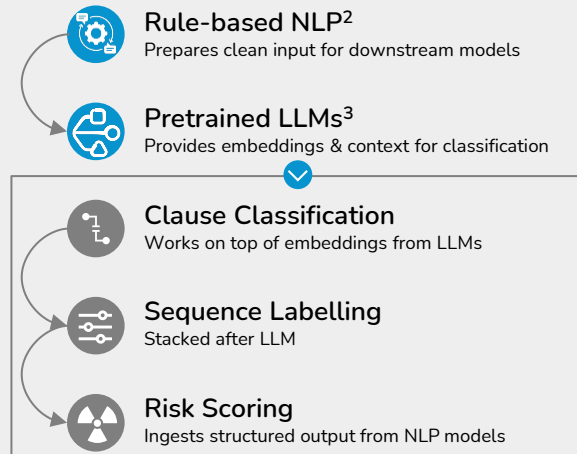 Rule-based NLP²
Prepares clean input for downstream models
Pretrained LLMs³
Provides embeddings & context for classification
Clause Classification
Works on top of embeddings from LLMs
Sequence Labelling
Stacked after LLM
Risk Scoring
Ingests structured output from NLP models